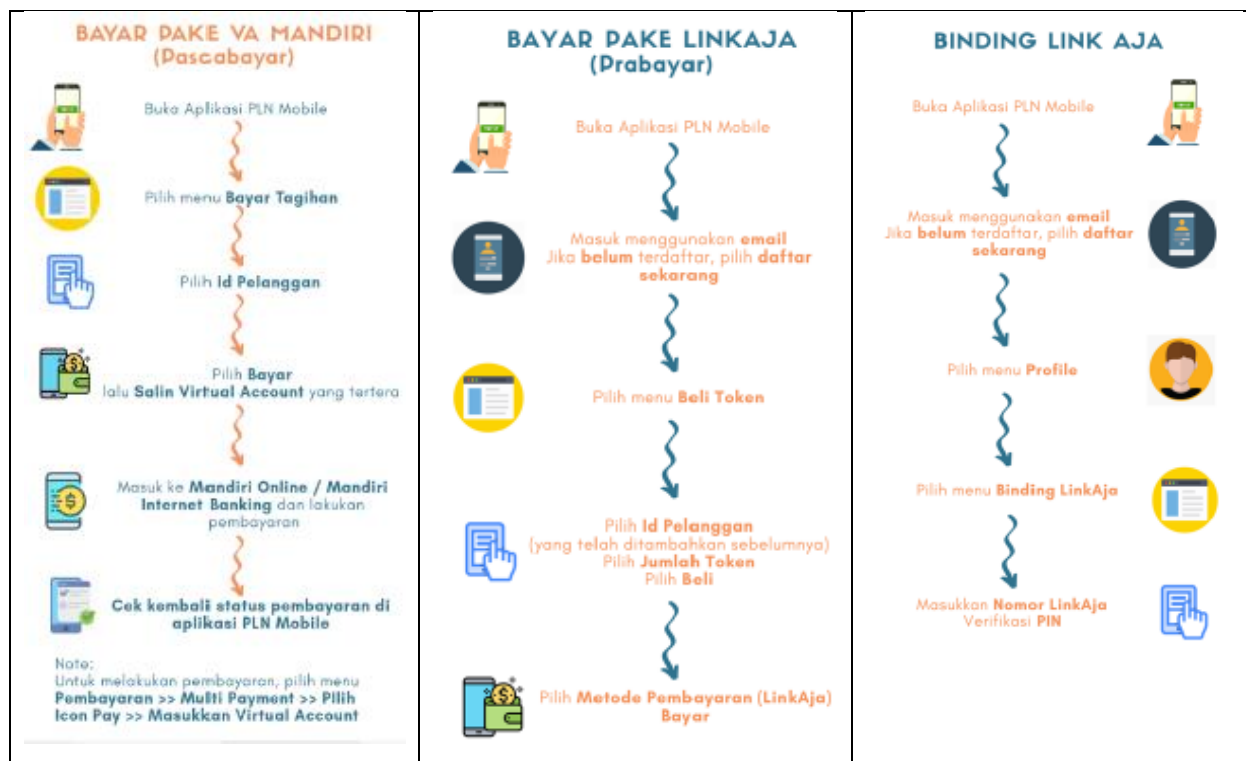 BAYAR PAKE VA MANDIRI
(Pascabayar)
Buka Aplikasi PLN Mobile
Pilih menu Bayar Tagihan
Pilih Id Pelanggan
Pilih Bayar
lalu Salin Virtual Account yang tertera
Masuk ke Mandiri Online / Mandiri
Internet Banking dan lakukan
pembayaran
Cek kembali status pembayaran di
aplikasi PLN Mobile
Note:
Untuk melakukan pembayaran, pilih menu
Pembayaran >> Multi Payment >> Pilih
Icon Pay >> Masukkan Virtual Account
BAYAR PAKE LINKAJA
(Prabayar)
Buka Aplikasi PLN Mobile
Masuk menggunakan email
Jika belum terdaftar, pilih daftar
sekarang
Pilih menu Beli Token
Pilih Id Pelanggan
(yang telah ditambahkan sebelumnya)
Pilih Jumlah Token
Pilih Beli
Pilih Metode Pembayaran (LinkAja)
Bayar
BINDING LINK AJA
Buka Aplikasi PLN Mobile
Masuk menggunakan email
Jika belum terdaftar, pilih daftar
sekarang
Pilih menu Profile
Pilih menu Binding LinkAja
Masukkan Nomor LinkAja
Verifikasi PIN